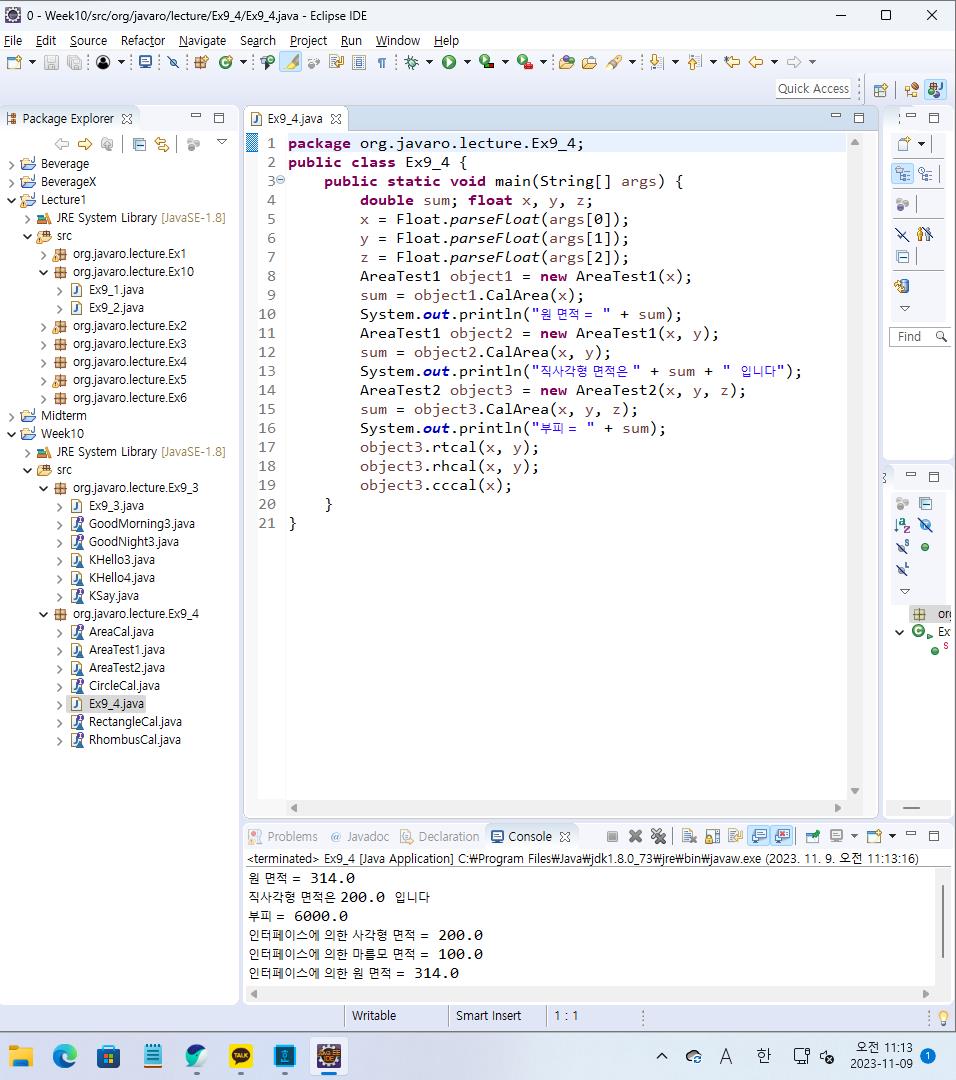 0 - Week10/src/org/javaro/lecture/Ex9_4/Ex9_4.java - Eclipse IDE
File Edit Source Refactor Navigate Search Project Run Window Help
Quick Access
Package Explorer
Beverage
BeverageX
Lecture1
JRE System Library [JavaSE-1.8]
src
org.javaro.lecture.Ex1
org.javaro.lecture.Ex10
Ex9_1.java
Ex9_2.java
org.javaro.lecture.Ex2
org.javaro.lecture.Ex3
org.javaro.lecture.Ex4
org.javaro.lecture.Ex5
org.javaro.lecture.Ex6
Midterm
Week10
JRE System Library [JavaSE-1.8]
src
org.javaro.lecture.Ex9_3
Ex9_3.java
GoodMorning3.java
GoodNight3.java
KHello3.java
KHello4.java
KSay.java
org.javaro.lecture.Ex9_4
AreaCal.java
AreaTest1.java
AreaTest2.java
CircleCal.java
Ex9_4.java
RectangleCal.java
RhombusCal.java
Ex9_4.java
1 package org.javaro.lecture.Ex9_4;
2 public class Ex9_4 {
3 public static void main(String[] args) {
4 double sum; float x, y, z;
5 x = Float.parseFloat(args[0]);
6 y = Float.parseFloat(args[1]);
7 z = Float.parseFloat(args[2]);
8 AreaTest1 object1 = new AreaTest1(x);
9 sum = object1.CalArea(x);
10 System.out.println("원 면적 = " + sum);
11 AreaTest1 object2 = new AreaTest1(x, y);
12 sum = object2.CalArea(x, y);
13 System.out.println("직사각형 면적은 " + sum + " 입니다");
14 AreaTest2 object3 = new AreaTest2(x, y, z);
15 sum = object3.CalArea(x, y, z);
16 System.out.println("부피 = " + sum);
17 object3.rtcal(x, y);
18 object3.rhcal(x, y);
19 object3.cccal(x);
20 }
21 }
Find
org
Ex
Problems Javadoc Declaration Console
<terminated> Ex9_4 [Java Application] C:₩Program Files₩Java₩jdk1.8.0_73₩jre₩bin₩javaw.exe (2023. 11. 9. 오전 11:13:16)
원 면적 = 314.0
직사각형 면적은 200.0 입니다
부피 = 6000.0
인터페이스에 의한 사각형 면적 = 200.0
인터페이스에 의한 마름모 면적 = 100.0
인터페이스에 의한 원 면적 = 314.0
Writable Smart Insert 1 : 1
TALK
A 한 오전 11:13
2023-11-09 1